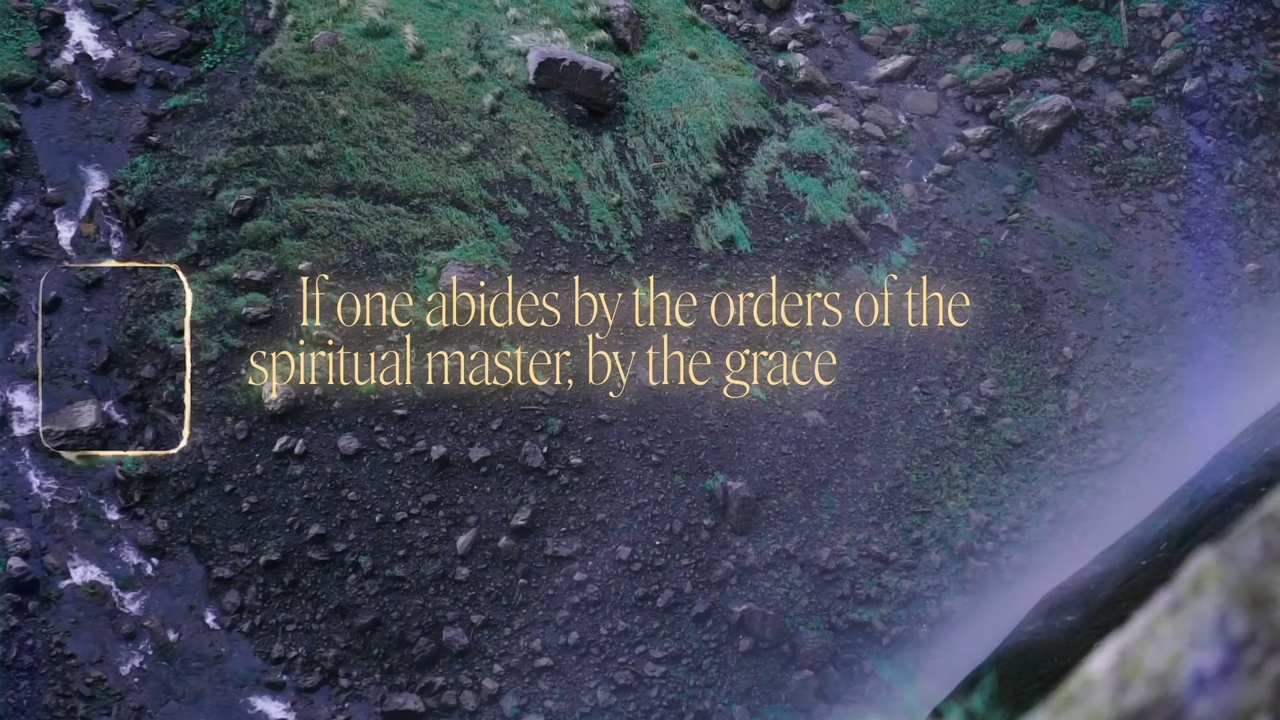 If one abides by the orders of the
spiritual master, by the grace